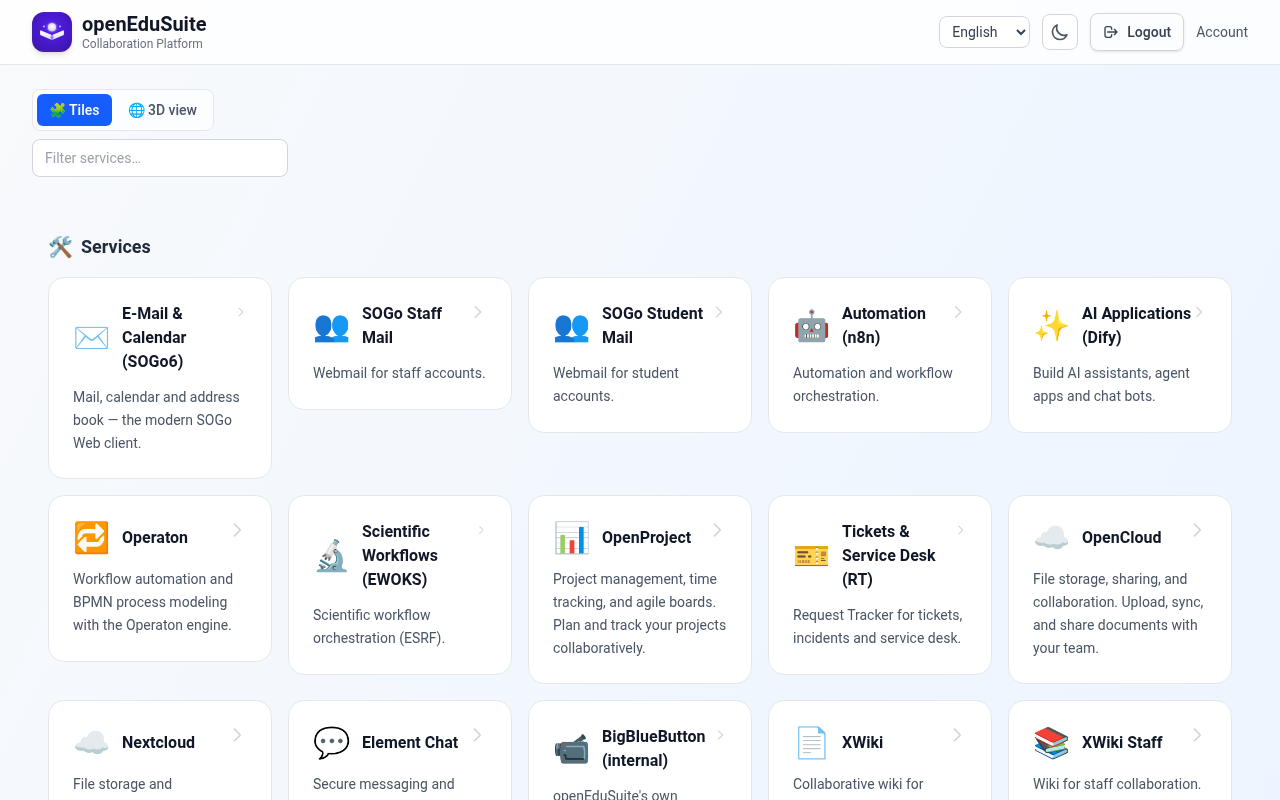 openEduSuite
Collaboration Platform
English
Logout
Account
Tiles
3D view
Filter services…
Services
E-Mail &
Calendar
(SOGo6)
Mail, calendar and address
book — the modern SOGo
Web client.
SOGo Staff
Mail
Webmail for staff accounts.
SOGo Student
Mail
Webmail for student
accounts.
Automation
(n8n)
Automation and workflow
orchestration.
AI Applications
(Dify)
Build AI assistants, agent
apps and chat bots.
Operaton
Workflow automation and
BPMN process modeling
with the Operaton engine.
Scientific
Workflows
(EWOKS)
Scientific workflow
orchestration (ESRF).
OpenProject
Project management, time
tracking, and agile boards.
Plan and track your projects
collaboratively.
Tickets &
Service Desk
(RT)
Request Tracker for tickets,
incidents and service desk.
OpenCloud
File storage, sharing, and
collaboration. Upload, sync,
and share documents with
your team.
Nextcloud
File storage and
Element Chat
Secure messaging and
BigBlueButton
(internal)
openEduSuite's own
XWiki
Collaborative wiki for
XWiki Staff
Wiki for staff collaboration.